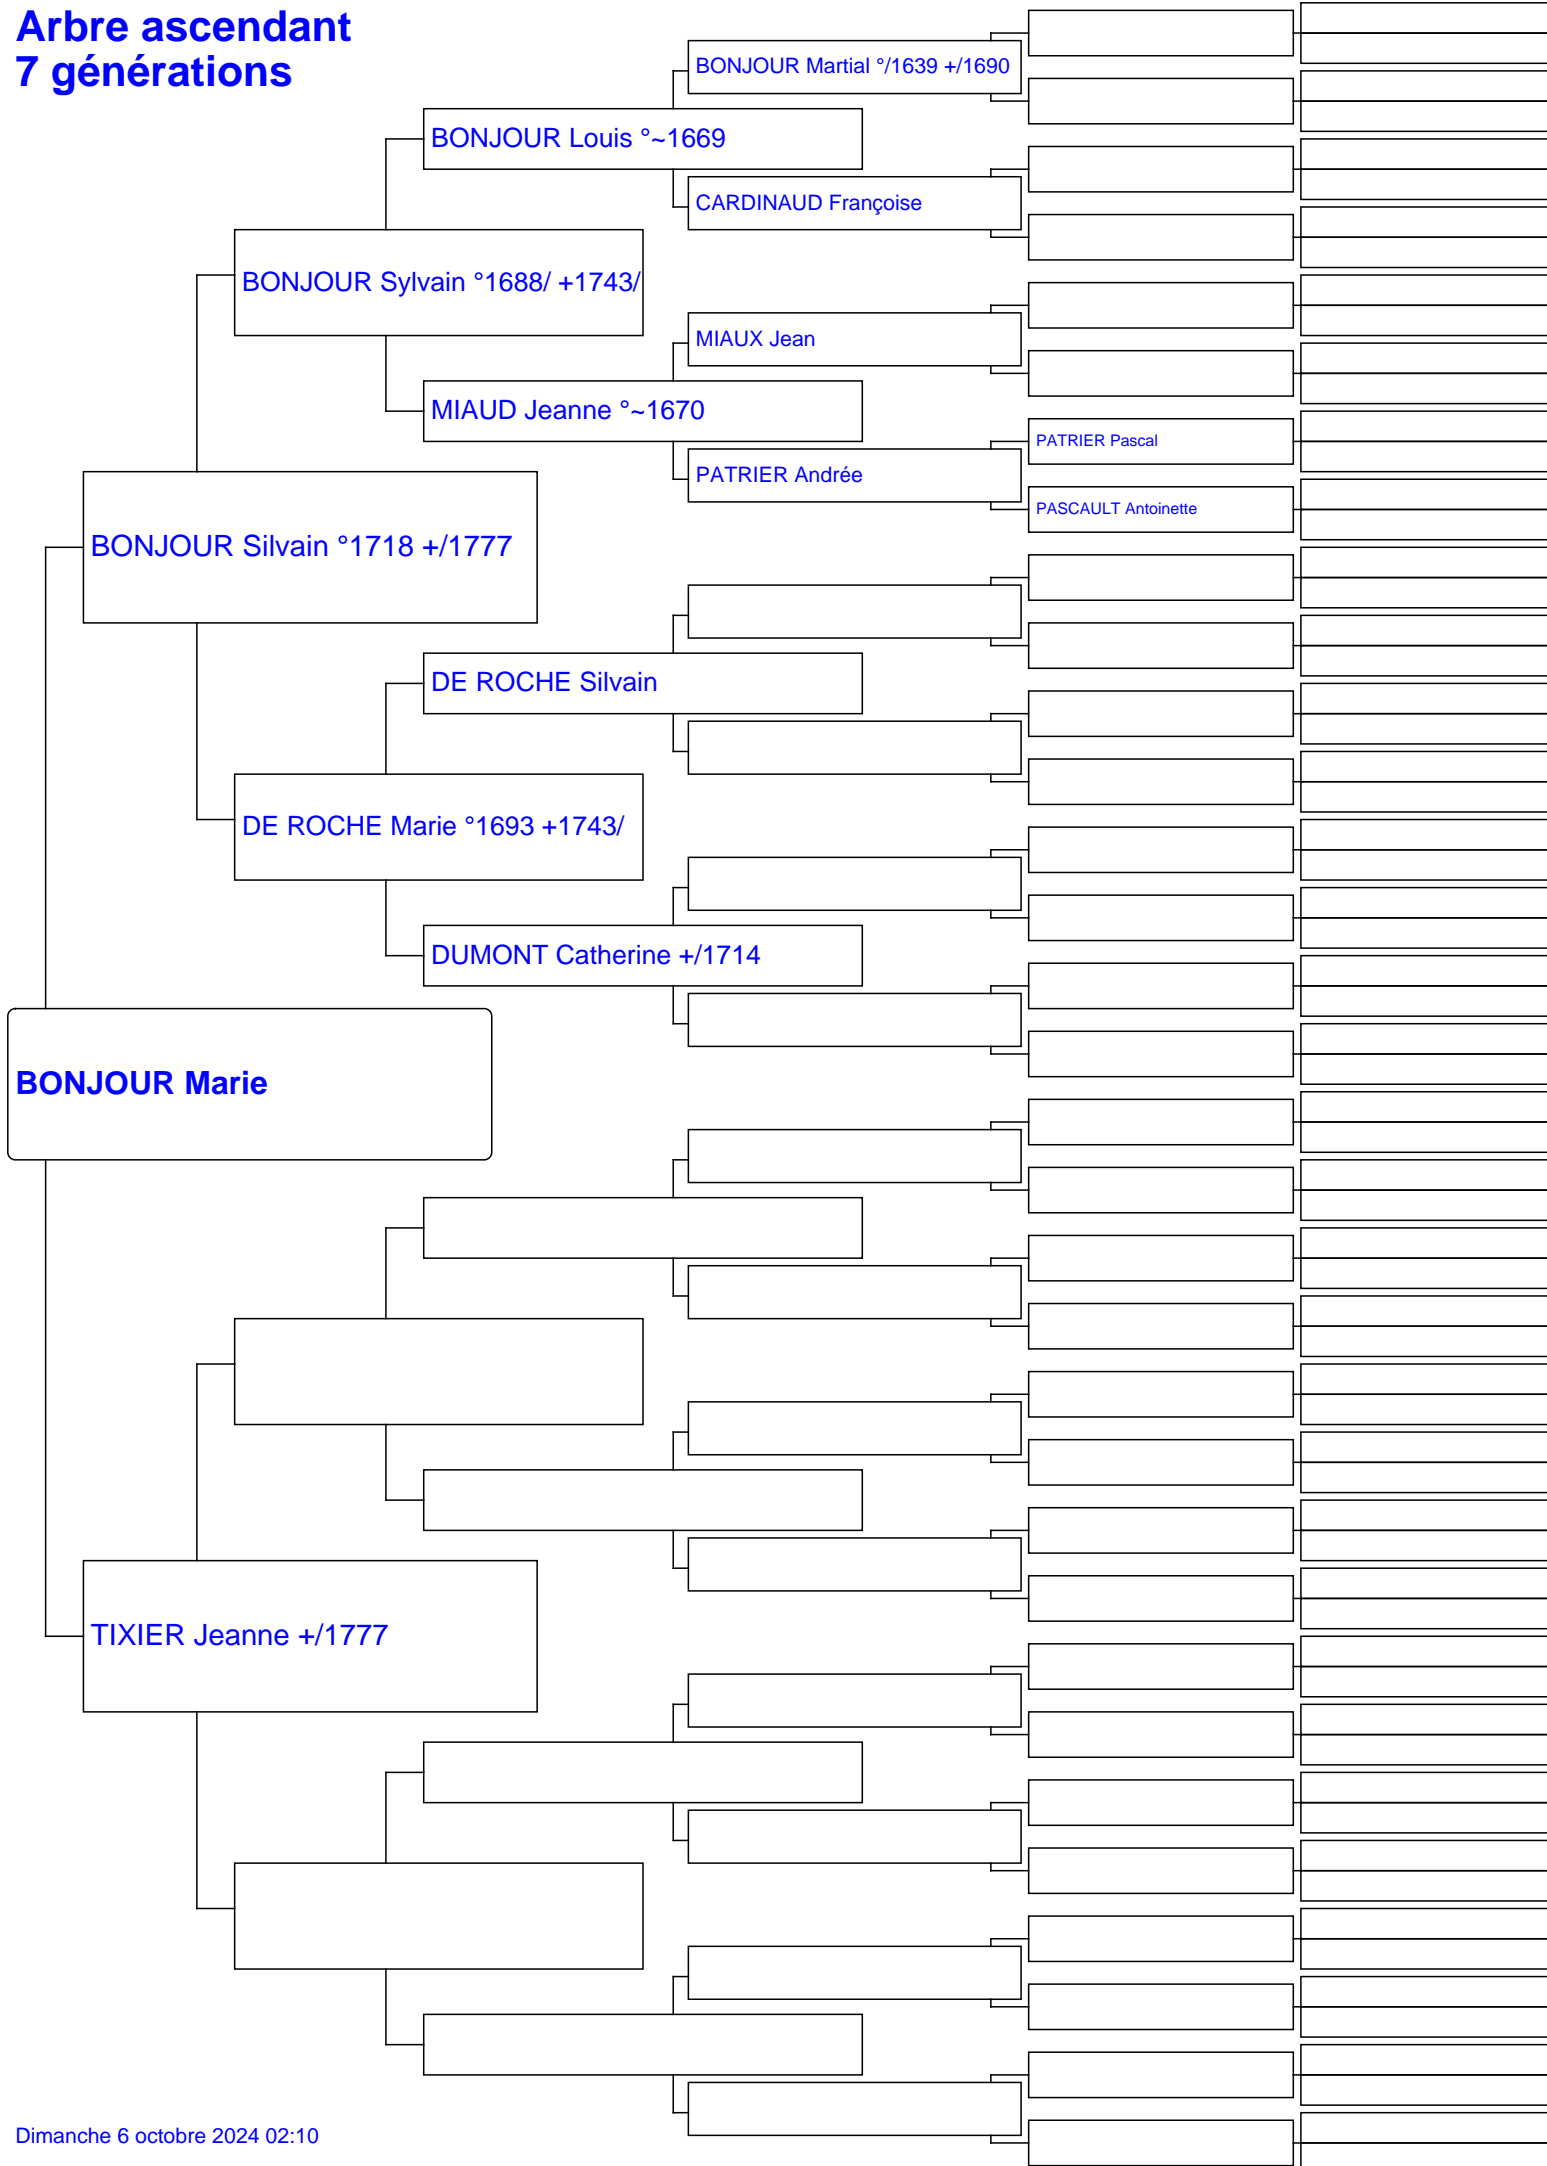 Arbre ascendant
7 générations
BONJOUR Martial °/1639 +/1690
BONJOUR Louis °~1669
CARDINAUD Françoise
BONJOUR Sylvain °1688/ +1743/
MIAUX Jean
MIAUD Jeanne °~1670
PATRIER Pascal
PATRIER Andrée
PASCAULT Antoinette
BONJOUR Silvain °1718 +/1777
DE ROCHE Silvain
DE ROCHE Marie °1693 +1743/
DUMONT Catherine +/1714
BONJOUR Marie
TIXIER Jeanne +/1777
Dimanche 6 octobre 2024 02:10